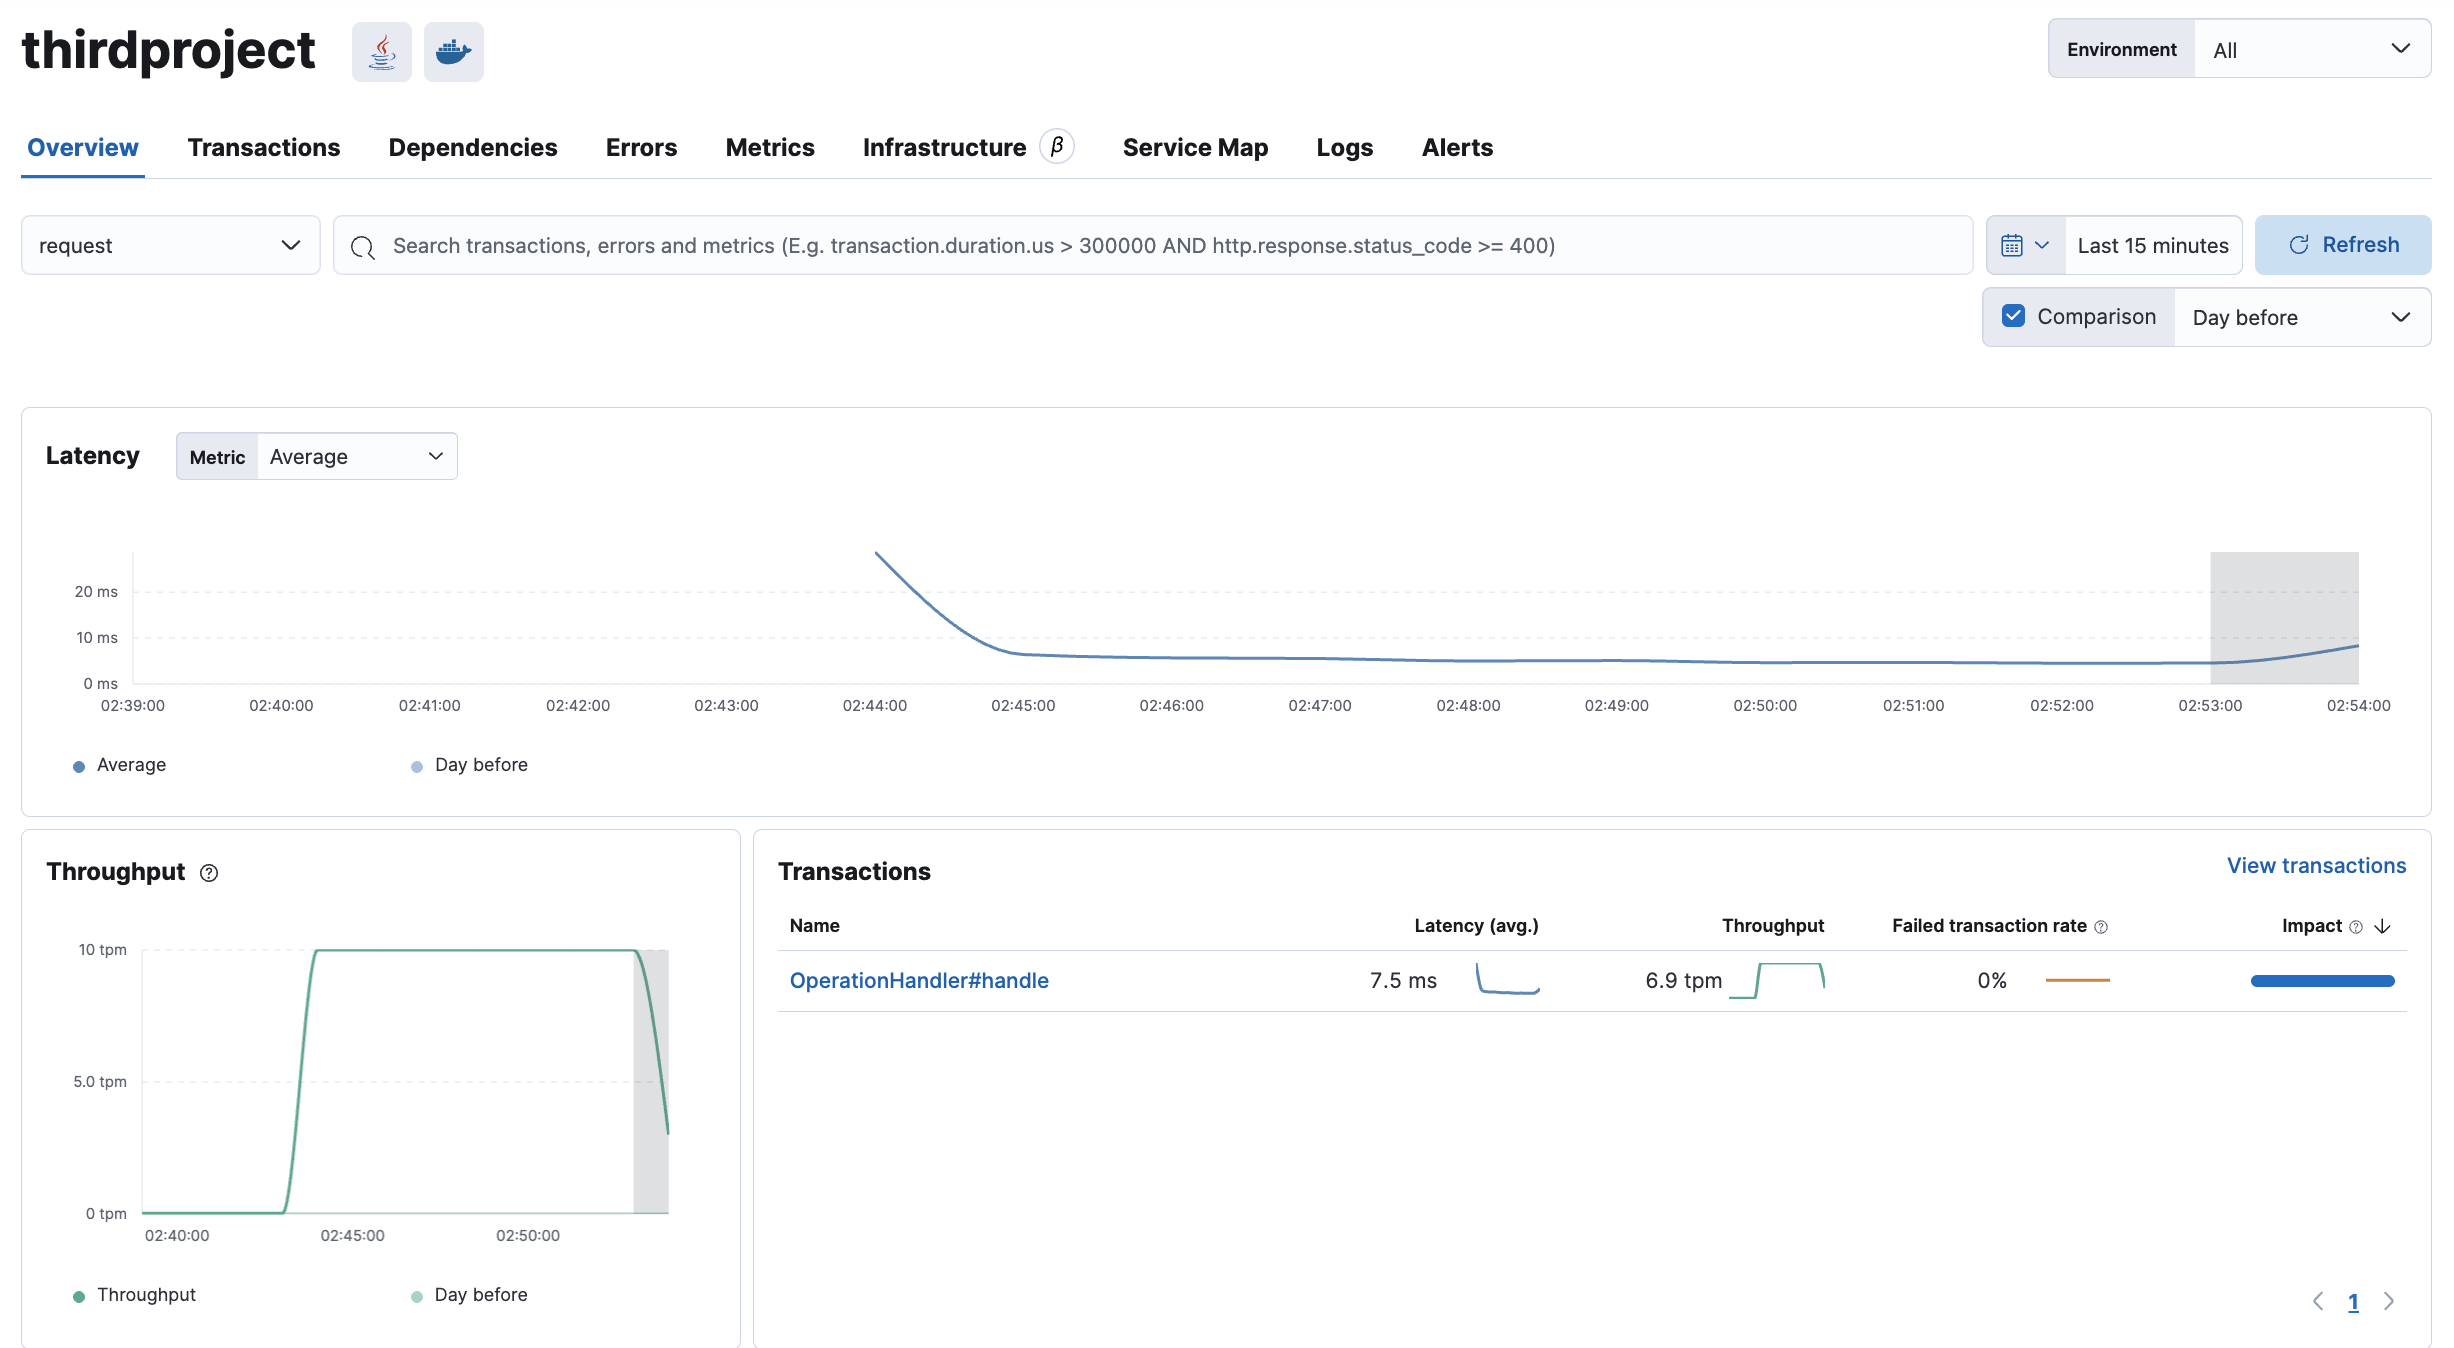 thirdproject
Environment All
Overview Transactions Dependencies Errors Metrics Infrastructure β Service Map Logs Alerts
request Search transactions, errors and metrics (E.g. transaction.duration.us > 300000 AND http.response.status_code >= 400) Last 15 minutes Refresh
Comparison Day before
Latency Metric Average
20 ms
10 ms
0 ms
02:39:00 02:40:00 02:41:00 02:42:00 02:43:00 02:44:00 02:45:00 02:46:00 02:47:00 02:48:00 02:49:00 02:50:00 02:51:00 02:52:00 02:53:00 02:54:00
Average Day before
Throughput ?
10 tpm
5.0 tpm
0 tpm
02:40:00 02:45:00 02:50:00
Throughput Day before
Transactions View transactions
Name Latency (avg.) Throughput Failed transaction rate ? Impact ?
OperationHandler#handle 7.5 ms 6.9 tpm 0%
1